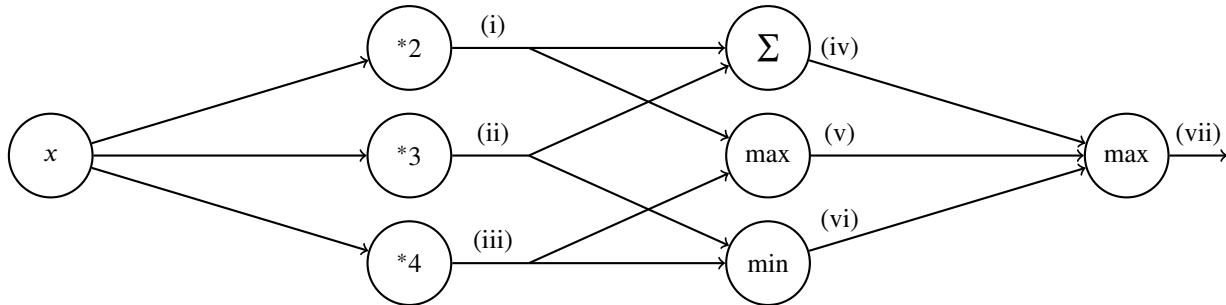 (i)
*2
Σ
(iv)
x
(ii)
*3
max
(v)
max
(vii)
(iii)
*4
min
(vi)